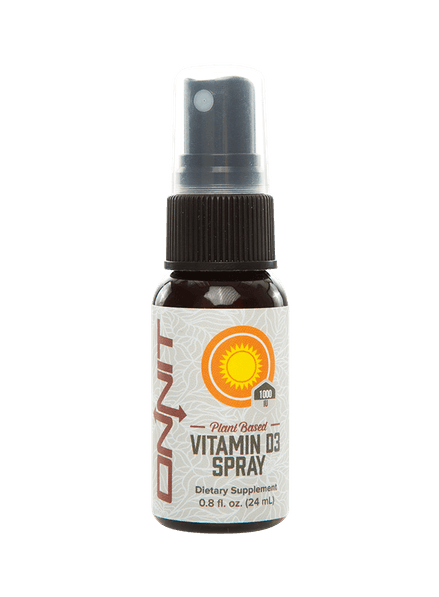 ONNIT
1000
IU
Plant Based
VITAMIN D3
SPRAY
Dietary Supplement
0.8 fl. oz. (24 mL)